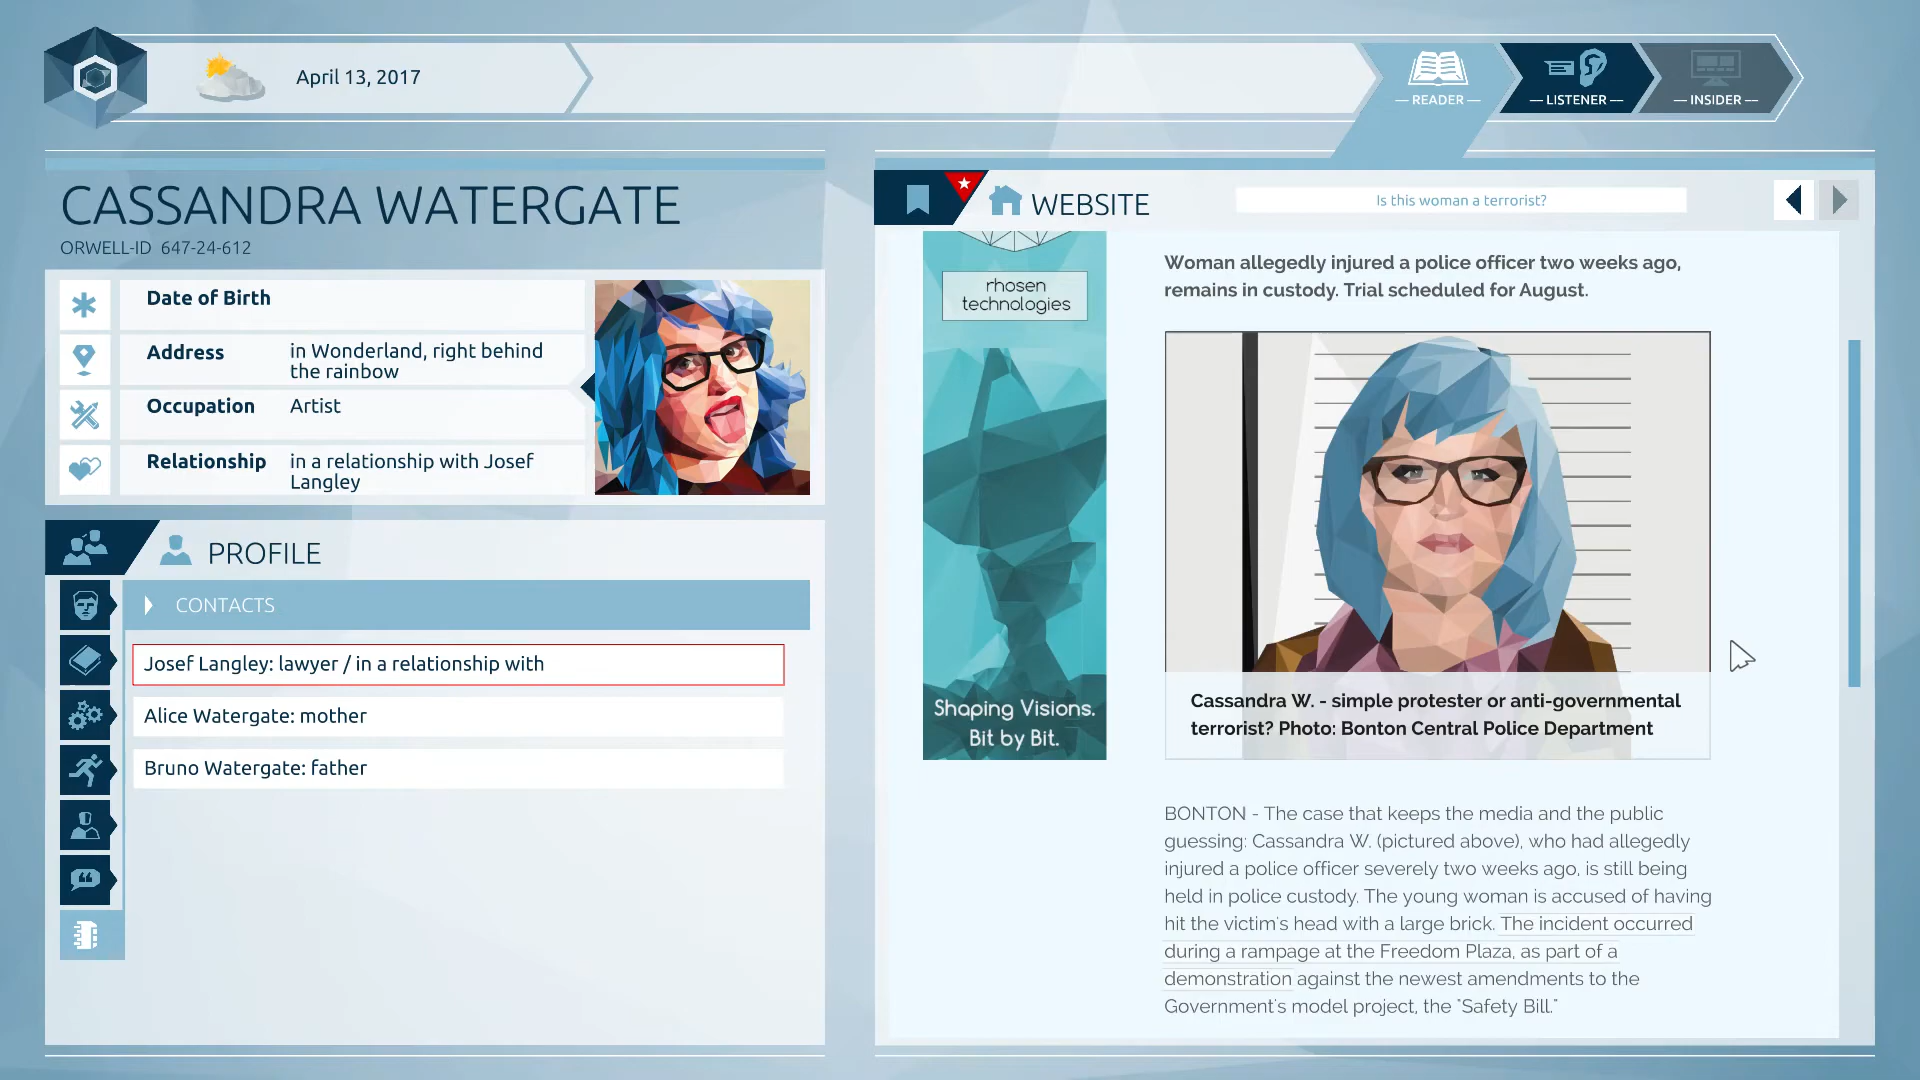 April 13, 2017
— READER —
— LISTENER —
— INSIDER —
CASSANDRA WATERGATE
ORWELL-ID 647-24-612
Date of Birth
Address
in Wonderland, right behind
the rainbow
Occupation
Artist
Relationship
in a relationship with Josef
Langley
PROFILE
CONTACTS
Josef Langley: lawyer / in a relationship with
Alice Watergate: mother
Bruno Watergate: father
WEBSITE
Is this woman a terrorist?
rhosen
technologies
Shaping Visions.
Bit by Bit.
Woman allegedly injured a police officer two weeks ago,
remains in custody. Trial scheduled for August.
Cassandra W. - simple protester or anti-governmental
terrorist? Photo: Bonton Central Police Department
BONTON - The case that keeps the media and the public
guessing: Cassandra W. (pictured above), who had allegedly
injured a police officer severely two weeks ago, is still being
held in police custody. The young woman is accused of having
hit the victim's head with a large brick. The incident occurred
during a rampage at the Freedom Plaza, as part of a
demonstration against the newest amendments to the
Government's model project, the "Safety Bill."